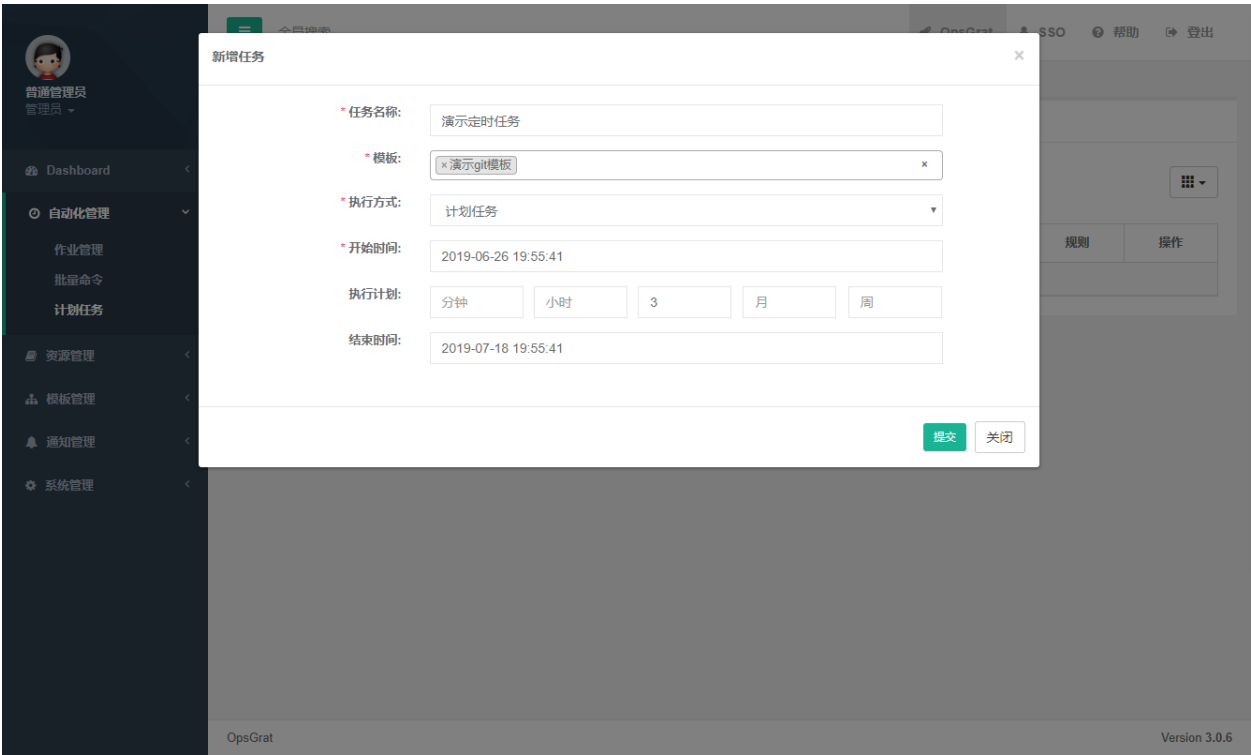 全局搜索
OpsGrat
SSO
帮助
登出
普通管理员
管理员
Dashboard
自动化管理
作业管理
批量命令
计划任务
资源管理
模板管理
通知管理
系统管理
新增任务
×
* 任务名称:
演示定时任务
* 模板:
×演示git模板
×
* 执行方式:
计划任务
* 开始时间:
2019-06-26 19:55:41
执行计划:
分钟 小时 3 月 周
结束时间:
2019-07-18 19:55:41
提交 关闭
规则 操作
OpsGrat
Version 3.0.6